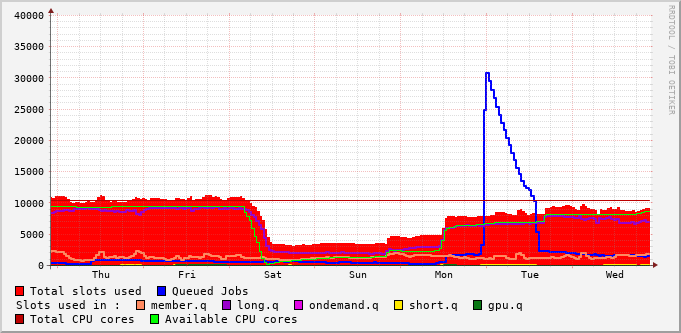 40000
35000
30000
25000
20000
15000
10000
5000
0
Thu Fri Sat Sun Mon Tue Wed
RRDTOOL / TOBI OETIKER
Total slots used Queued Jobs
Slots used in : member.q long.q ondemand.q short.q gpu.q
Total CPU cores Available CPU cores